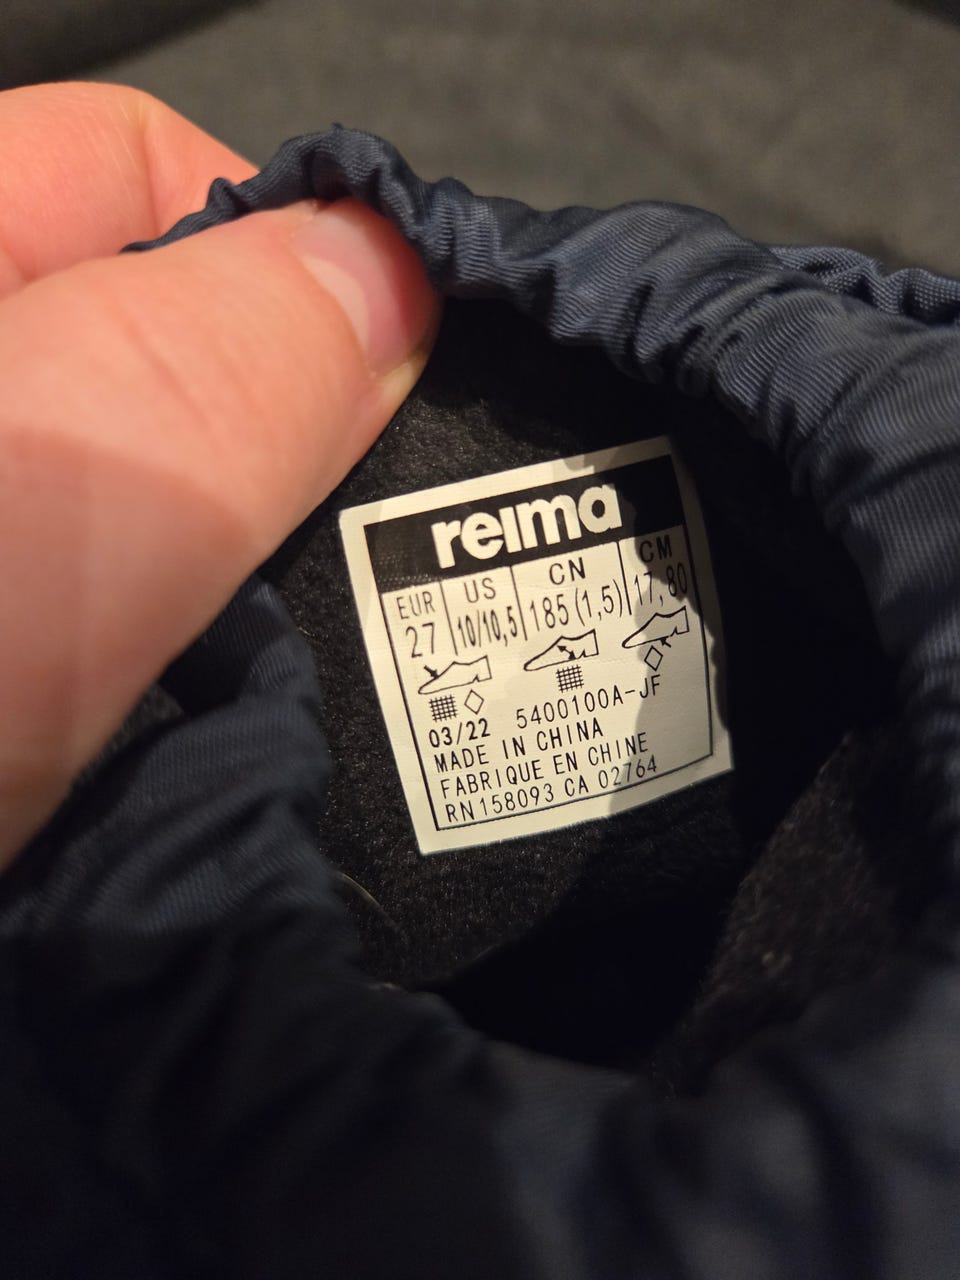 reima
EUR US CN CM
27 10/10,5 185(1,5) 17,80
03/22 5400100A-JF
MADE IN CHINA
FABRIQUE EN CHINE
RN158093 CA 02764